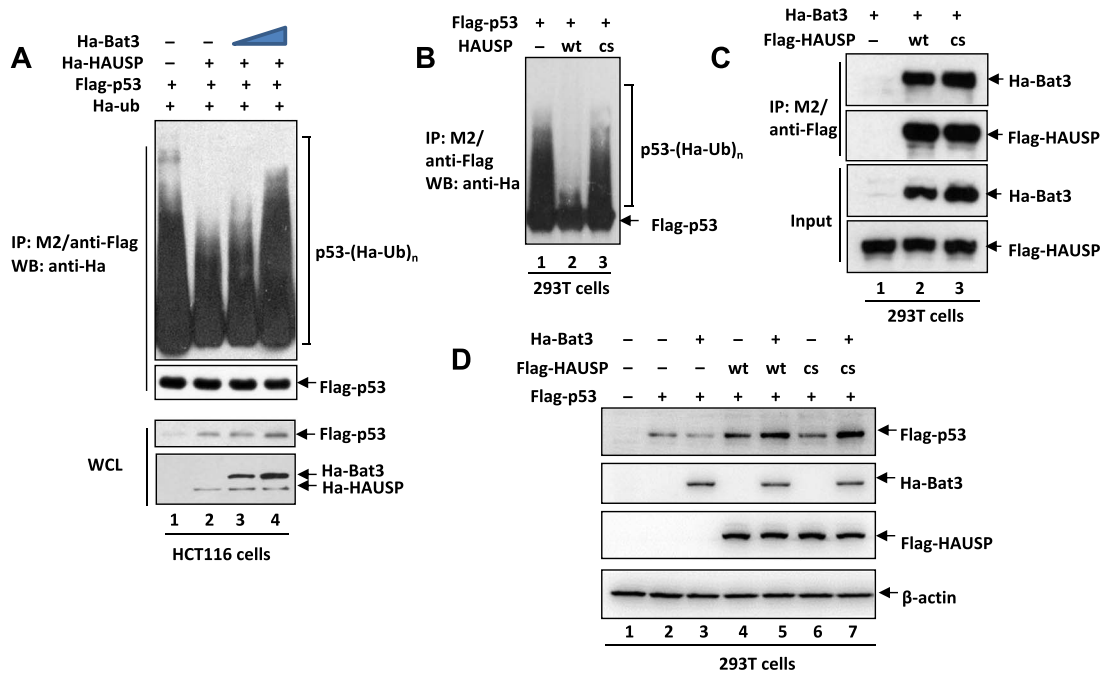 A
Ha-Bat3 – –
Ha-HAUSP – + + +
Flag-p53 + + + +
Ha-ub + + + +
IP: M2/anti-Flag
WB: anti-Ha
p53-(Ha-Ub)n
Flag-p53
WCL
Flag-p53
Ha-Bat3
Ha-HAUSP
1 2 3 4
HCT116 cells
B
Flag-p53 + + +
HAUSP – wt cs
IP: M2/
anti-Flag
WB: anti-Ha
p53-(Ha-Ub)n
Flag-p53
1 2 3
293T cells
C
Ha-Bat3 + + +
Flag-HAUSP – wt cs
IP: M2/
anti-Flag
Ha-Bat3
Flag-HAUSP
Input
Ha-Bat3
Flag-HAUSP
1 2 3
293T cells
D
Ha-Bat3 – – + – + – +
Flag-HAUSP – – – wt wt cs cs
Flag-p53 – + + + + + +
Flag-p53
Ha-Bat3
Flag-HAUSP
β-actin
1 2 3 4 5 6 7
293T cells